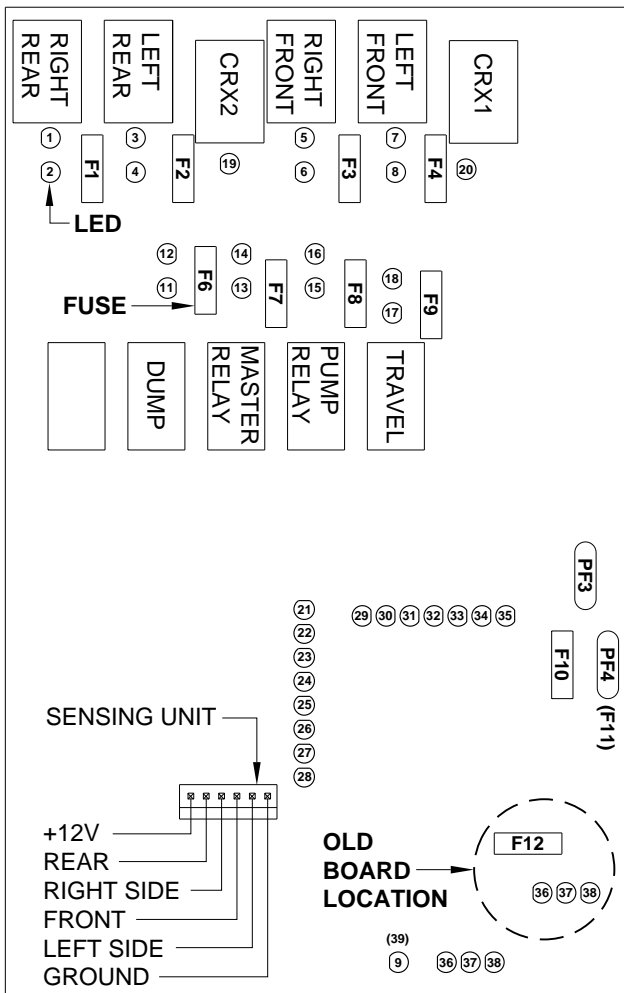 RIGHT
REAR
LEFT
REAR
CRX2
RIGHT
FRONT
LEFT
FRONT
CRX1
1
3
5
7
2
4
19
6
8
20
F1
F2
F3
F4
LED
12
14
16
18
11
13
15
17
F6
F7
F8
F9
FUSE
DUMP
MASTER
RELAY
PUMP
RELAY
TRAVEL
PF3
21
22
23
24
25
26
27
28
29 30 31 32 33 34 35
F10
PF4
(F11)
SENSING UNIT
+12V
REAR
RIGHT SIDE
FRONT
LEFT SIDE
GROUND
OLD
BOARD
LOCATION
F12
36 37 38
(39)
9
36 37 38